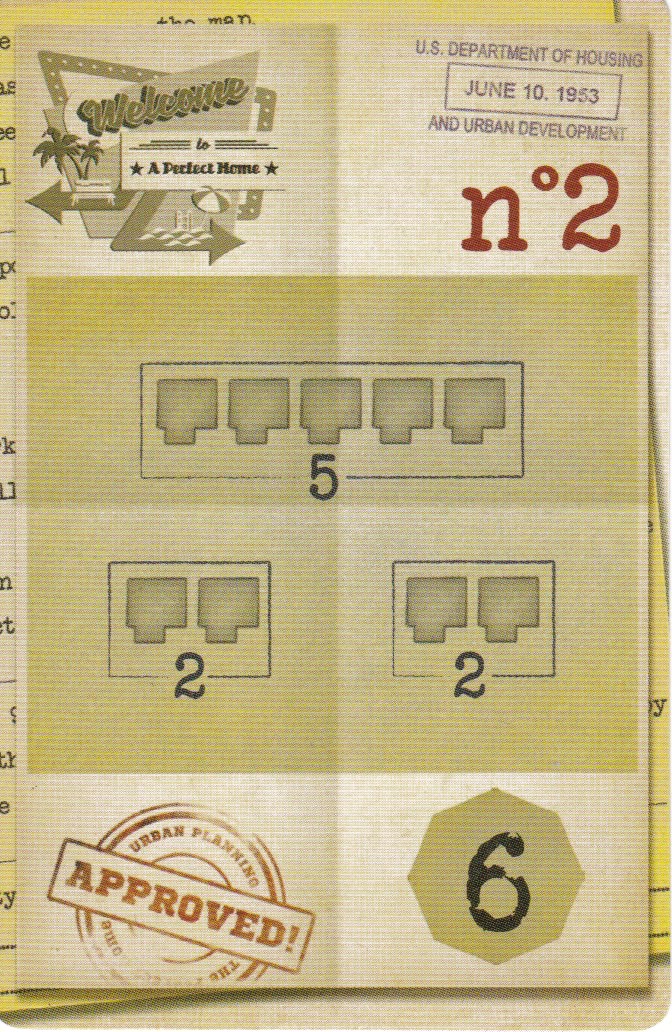 the map.
Welcome
to
A Perfect Home
U.S. DEPARTMENT OF HOUSING
JUNE 10. 1953
AND URBAN DEVELOPMENT
n°2
5
2
2
URBAN PLANNING
APPROVED!
THE
6